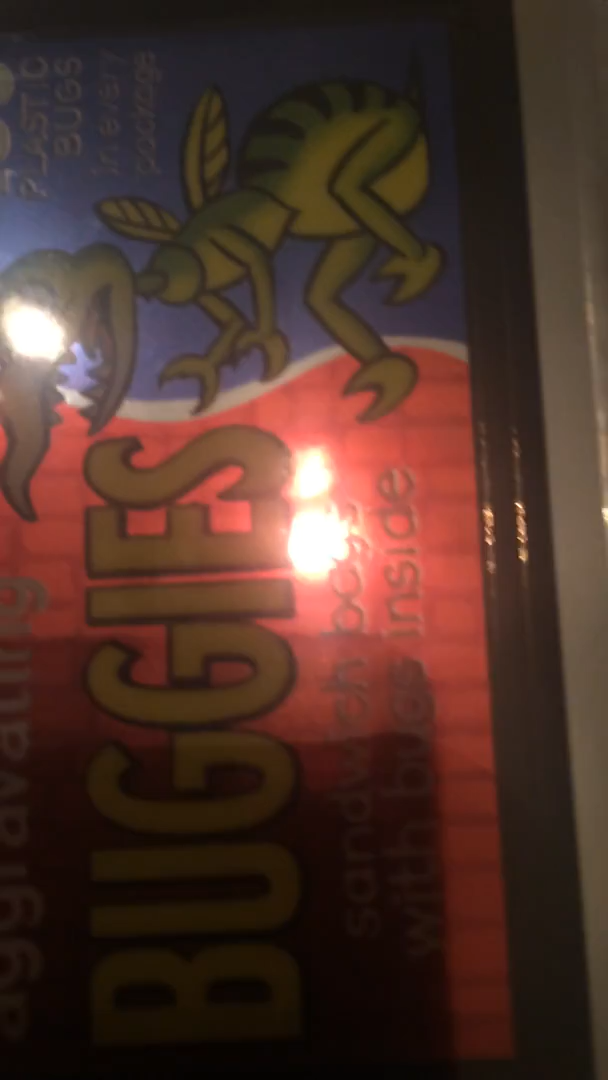 aggravating
BUGGIES
sandwich bags
with bugs inside
PLASTIC
BUGS
in every
package